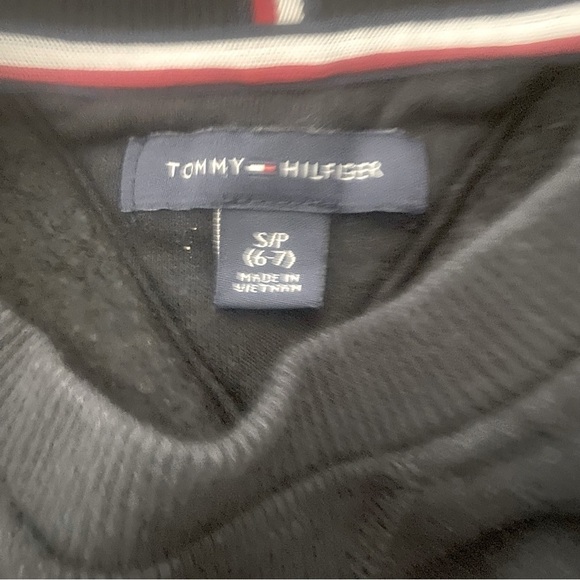 TOMMY HILFIGER
S/P
(6-7)
MADE IN
VIETNAM